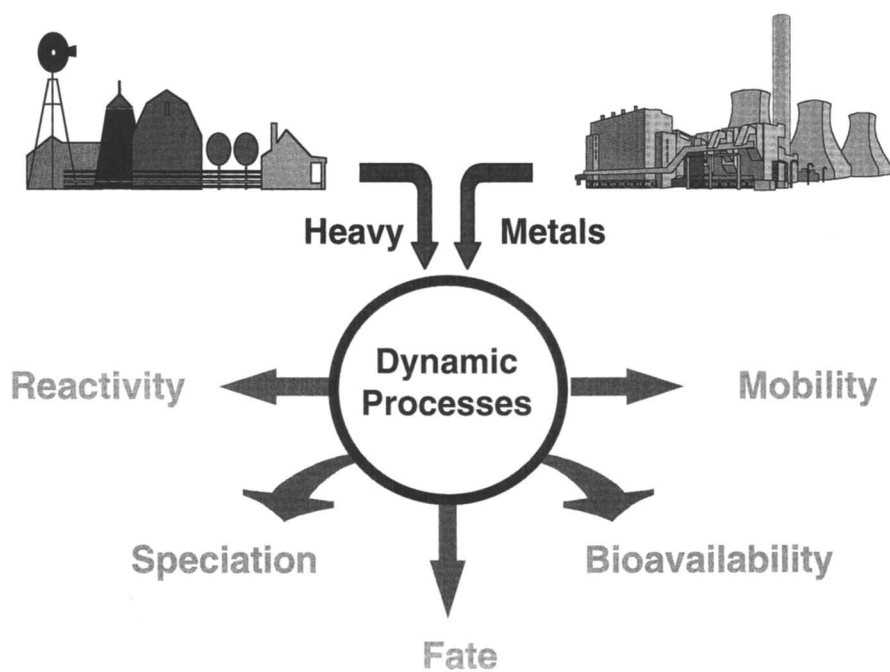 Heavy Metals
Dynamic
Processes
Reactivity
Mobility
Speciation
Bioavailability
Fate